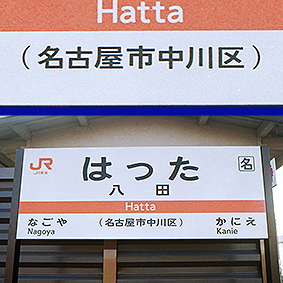 Hatta
（名古屋市中川区）
JR
JR東海
はった
名
八田
Hatta
なごや
（名古屋市中川区）
かにえ
Nagoya
Kanie